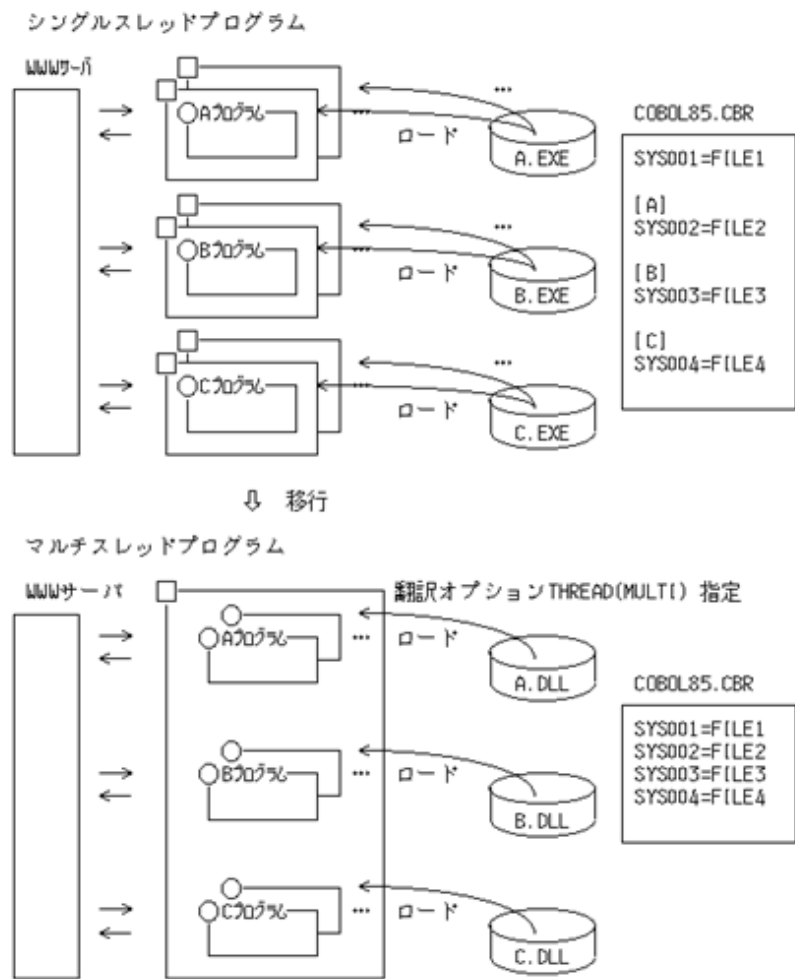 シングルスレッドプログラム
WWWサーバ
...
Aプログラム
...
ロード
A.EXE
COBOL85.CBR
SYS001=FILE1
[A]
SYS002=FILE2
[B]
SYS003=FILE3
[C]
SYS004=FILE4
...
Bプログラム
...
ロード
B.EXE
...
Cプログラム
...
ロード
C.EXE
⇩ 移行
マルチスレッドプログラム
WWWサーバ
翻訳オプションTHREAD(MULTI) 指定
Aプログラム
...
ロード
A.DLL
COBOL85.CBR
SYS001=FILE1
SYS002=FILE2
SYS003=FILE3
SYS004=FILE4
Bプログラム
...
ロード
B.DLL
Cプログラム
...
ロード
C.DLL